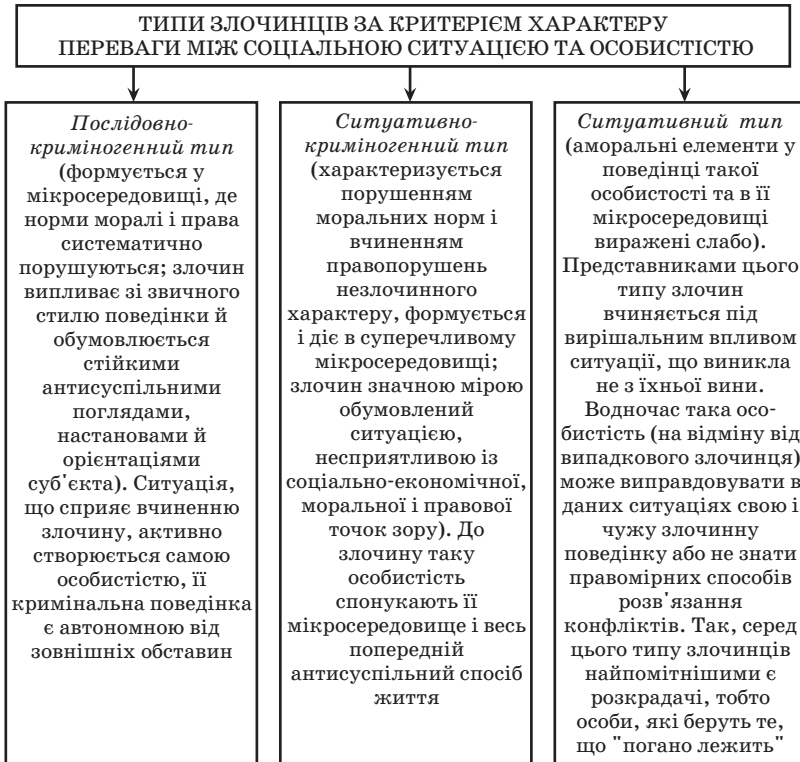 ТИПИ ЗЛОЧИНЦІВ ЗА КРИТЕРІЄМ ХАРАКТЕРУ
ПЕРЕВАГИ МІЖ СОЦІАЛЬНОЮ СИТУАЦІЄЮ ТА ОСОБИСТІСТЮ
Послідовно-
криміногенний тип
(формується у
мікросередовищі, де
норми моралі і права
систематично
порушуються; злочин
випливає зі звичного
стилю поведінки й
обумовлюється
стійкими
антисуспільними
поглядами,
настановами й
орієнтаціями
суб'єкта). Ситуація,
що сприяє вчиненню
злочину, активно
створюється самою
особистістю, її
кримінальна поведінка
є автономною від
зовнішніх обставин
Ситуативно-
криміногенний тип
(характеризується
порушенням
моральних норм і
вчиненням
правопорушень
незлочинного
характеру, формується
і діє в суперечливому
мікросередовищі;
злочин значною мірою
обумовлений
ситуацією,
несприятливою із
соціально-економічної,
моральної і правової
точок зору). До
злочину таку
особистість
спонукають її
мікросередовище і весь
попередній
антисуспільний спосіб
життя
Ситуативний тип
(аморальні елементи у
поведінці такої
особистості та в її
мікросередовищі
виражені слабо).
Представниками цього
типу злочин
вчиняється під
вирішальним впливом
ситуації, що виникла
не з їхньої вини.
Водночас така осо-
бистість (на відміну від
випадкового злочинця)
може виправдовувати в
даних ситуаціях свою і
чужу злочинну
поведінку або не знати
правомірних способів
розв'язання
конфліктів. Так, серед
цього типу злочинців
найпомітнішими є
розкрадачі, тобто
особи, які беруть те,
що "погано лежить"